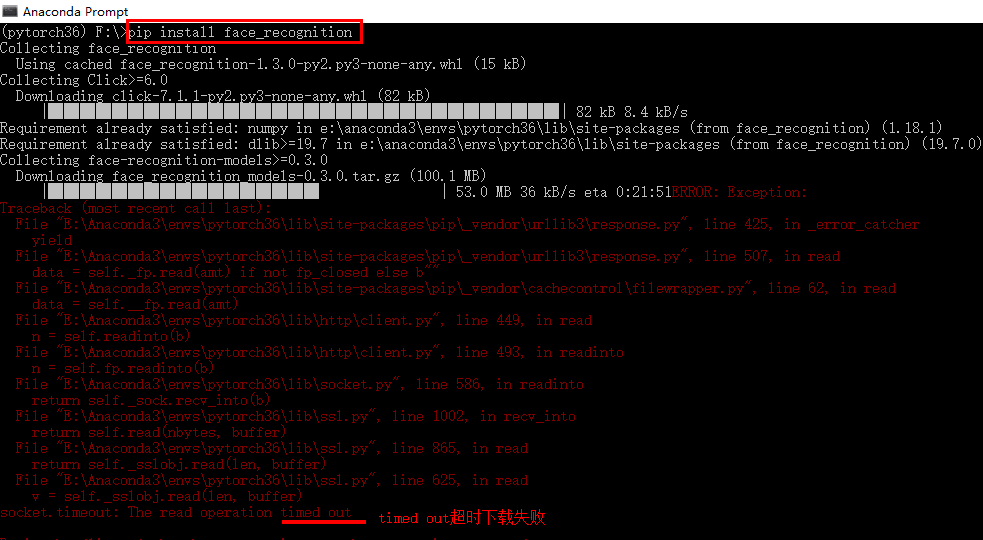 Anaconda Prompt
(pytorch36) F:\>pip install face_recognition
Collecting face_recognition
Using cached face_recognition-1.3.0-py2.py3-none-any.whl (15 kB)
Collecting Click>=6.0
Downloading click-7.1.1-py2.py3-none-any.whl (82 kB)
| | 82 kB 8.4 kB/s
Requirement already satisfied: numpy in e:\anaconda3\envs\pytorch36\lib\site-packages (from face_recognition) (1.18.1)
Requirement already satisfied: dlib>=19.7 in e:\anaconda3\envs\pytorch36\lib\site-packages (from face_recognition) (19.7.0)
Collecting face-recognition-models>=0.3.0
Downloading face_recognition_models-0.3.0.tar.gz (100.1 MB)
| | 53.0 MB 36 kB/s eta 0:21:51ERROR: Exception:
Traceback (most recent call last):
File "E:\Anaconda3\envs\pytorch36\lib\site-packages\pip\_vendor\urllib3\response.py", line 425, in _error_catcher
yield
File "E:\Anaconda3\envs\pytorch36\lib\site-packages\pip\_vendor\urllib3\response.py", line 507, in read
data = self._fp.read(amt) if not fp_closed else b""
File "E:\Anaconda3\envs\pytorch36\lib\site-packages\pip\_vendor\cachecontrol\filewrapper.py", line 62, in read
data = self.__fp.read(amt)
File "E:\Anaconda3\envs\pytorch36\lib\http\client.py", line 449, in read
n = self.readinto(b)
File "E:\Anaconda3\envs\pytorch36\lib\http\client.py", line 493, in readinto
n = self.fp.readinto(b)
File "E:\Anaconda3\envs\pytorch36\lib\socket.py", line 586, in readinto
return self._sock.recv_into(b)
File "E:\Anaconda3\envs\pytorch36\lib\ssl.py", line 1002, in recv_into
return self.read(nbytes, buffer)
File "E:\Anaconda3\envs\pytorch36\lib\ssl.py", line 865, in read
return self._sslobj.read(len, buffer)
File "E:\Anaconda3\envs\pytorch36\lib\ssl.py", line 625, in read
v = self._sslobj.read(len, buffer)
socket.timeout: The read operation timed out timed out超时下载失败